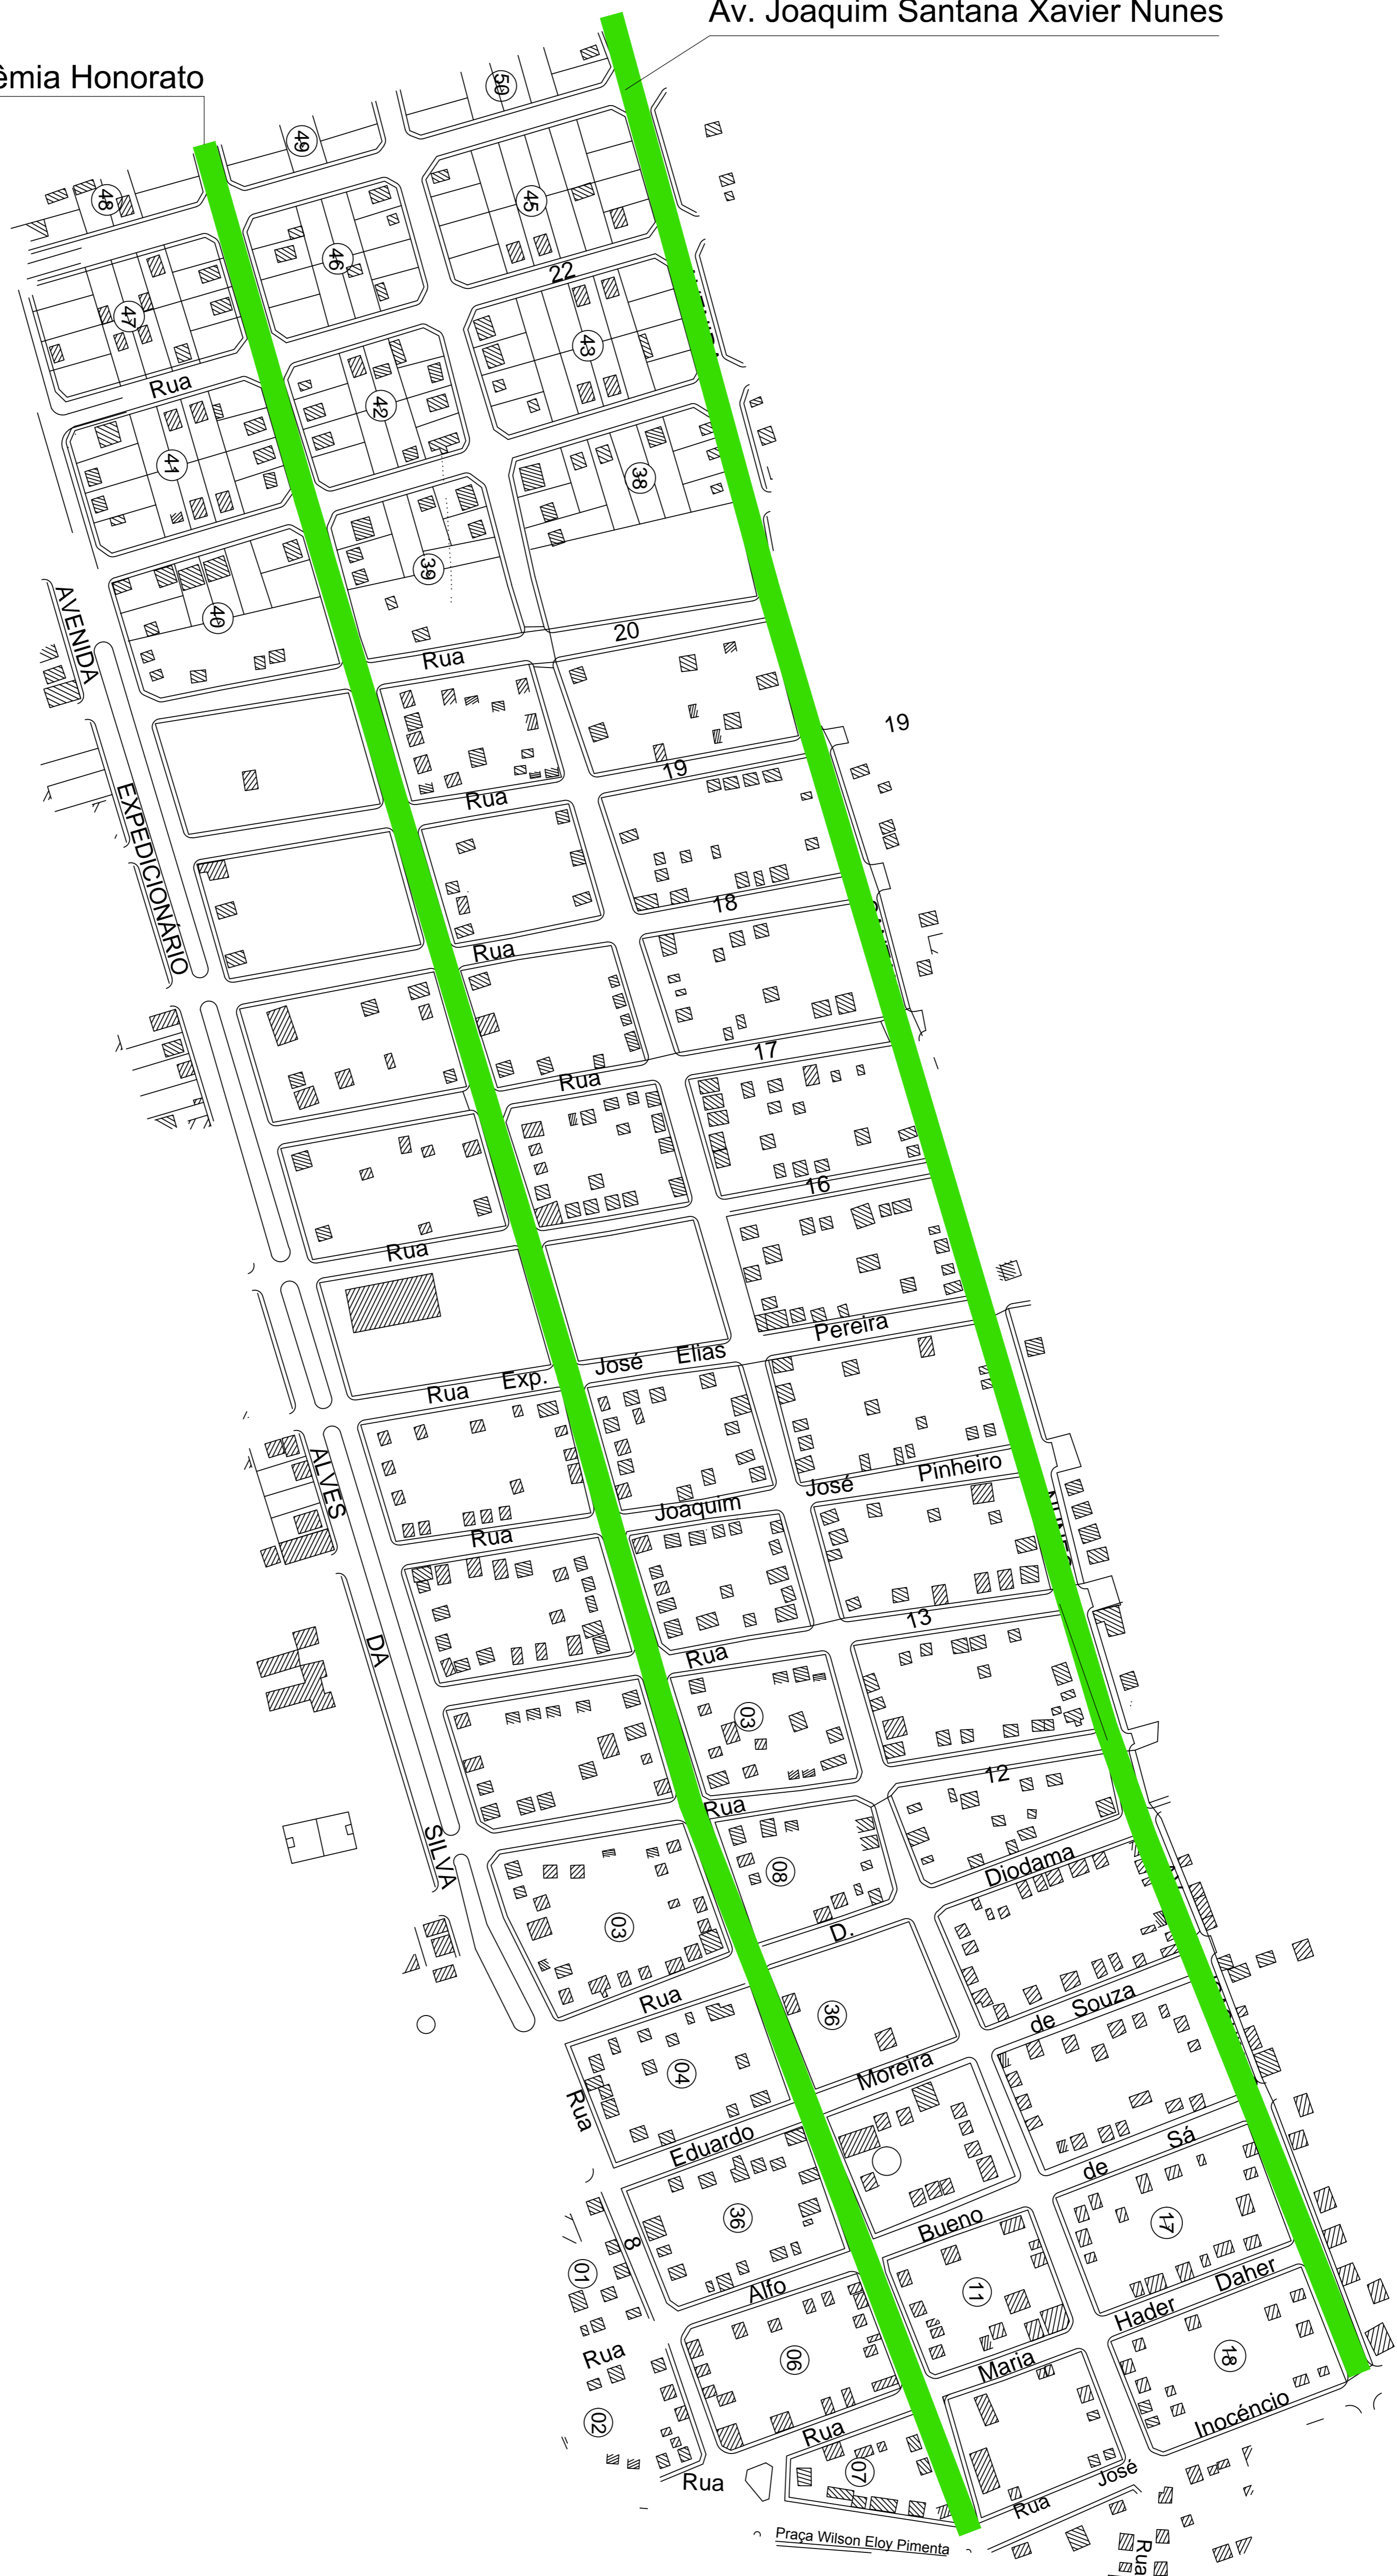 Av. Joaquim Santana Xavier Nunes
êmia Honorato
50
49
48
45
46
22
47
43
Rua
42
41
38
39
40
AVENIDA
20
Rua
19
19
Rua
EXPEDICIONÁRIO
18
Rua
17
Rua
16
Rua
Pereira
Rua Exp. José Elias
ALVES
Pinheiro
José
Joaquim
Rua
13
Rua
DA
03
12
Rua
SILVA
08
Diodama
D.
03
Rua
de Souza
36
04
Moreira
Rua
Eduardo
Sá
de
36
Bueno
17
8
01
Alfo
11
Daher
Hader
Rua
06
Maria
18
Inocéncio
02
Rua
07
José
Rua
Rua
Praça Wilson Eloy Pimenta
Rua